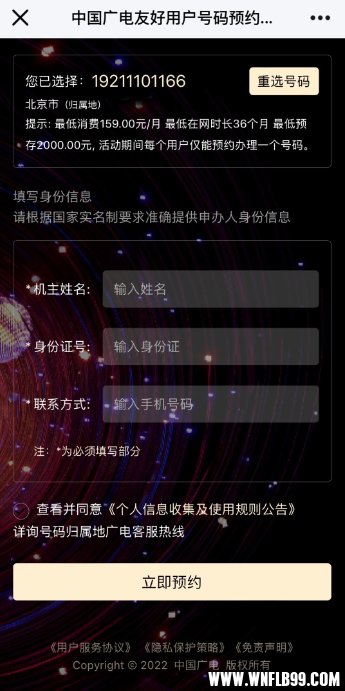 中国广电友好用户号码预约...
您已选择：19211101166
重选号码
北京市（归属地）
提示: 最低消费159.00元/月 最低在网时长36个月 最低预
存2000.00元, 活动期间每个用户仅能预约办理一个号码。
填写身份信息
请根据国家实名制要求准确提供申办人身份信息
* 机主姓名: 输入姓名
* 身份证号: 输入身份证
* 联系方式: 输入手机号码
注： *为必须填写部分
查看并同意《个人信息收集及使用规则公告》
详询号码归属地广电客服热线
立即预约
《用户服务协议》《隐私保护策略》《免责声明》
Copyright © 2022 中国广电 版权所有
WWW.WNFLB99.COM